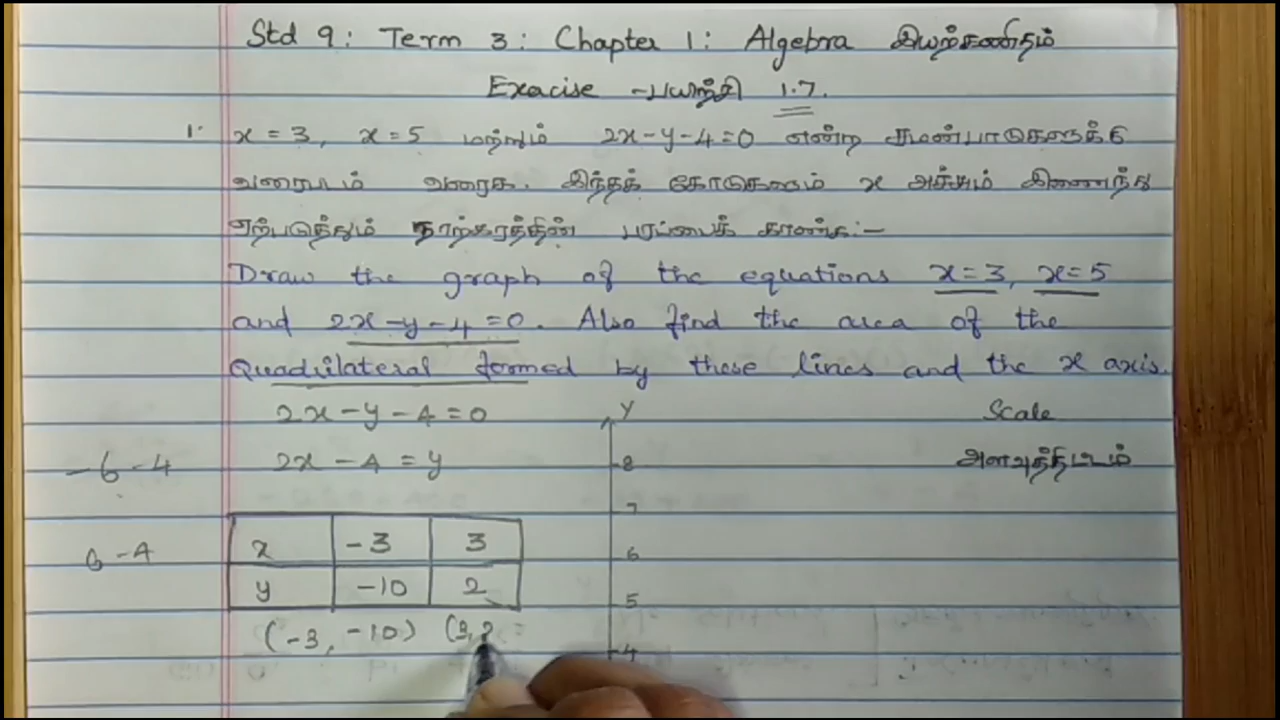 Std 9: Term 3: Chapter 1: Algebra இயற்கணிதம்
Exacise - பயிற்சி 1.7.
1. x = 3, x = 5 மற்றும் 2x - y - 4 = 0 என்ற சமன்பாடுகளுக்கு
வரைபடம் வரைக. இந்தக் கோடுகளும் x அச்சும் இணைந்து
ஏற்படுத்தும் நாற்கரத்தின் பரப்பைக் காண்க:-
Draw the graph of the equations x = 3, x = 5
and 2x - y - 4 = 0. Also find the area of the
Quadrilateral formed by these lines and the x axis.
2x - y - 4 = 0
Y
Scale
-6-4
2x - 4 = y
8
அளவுத்திட்டம்
7
6-4
x -3 3
6
y -10 2
5
(-3, -10) (3, 2
4